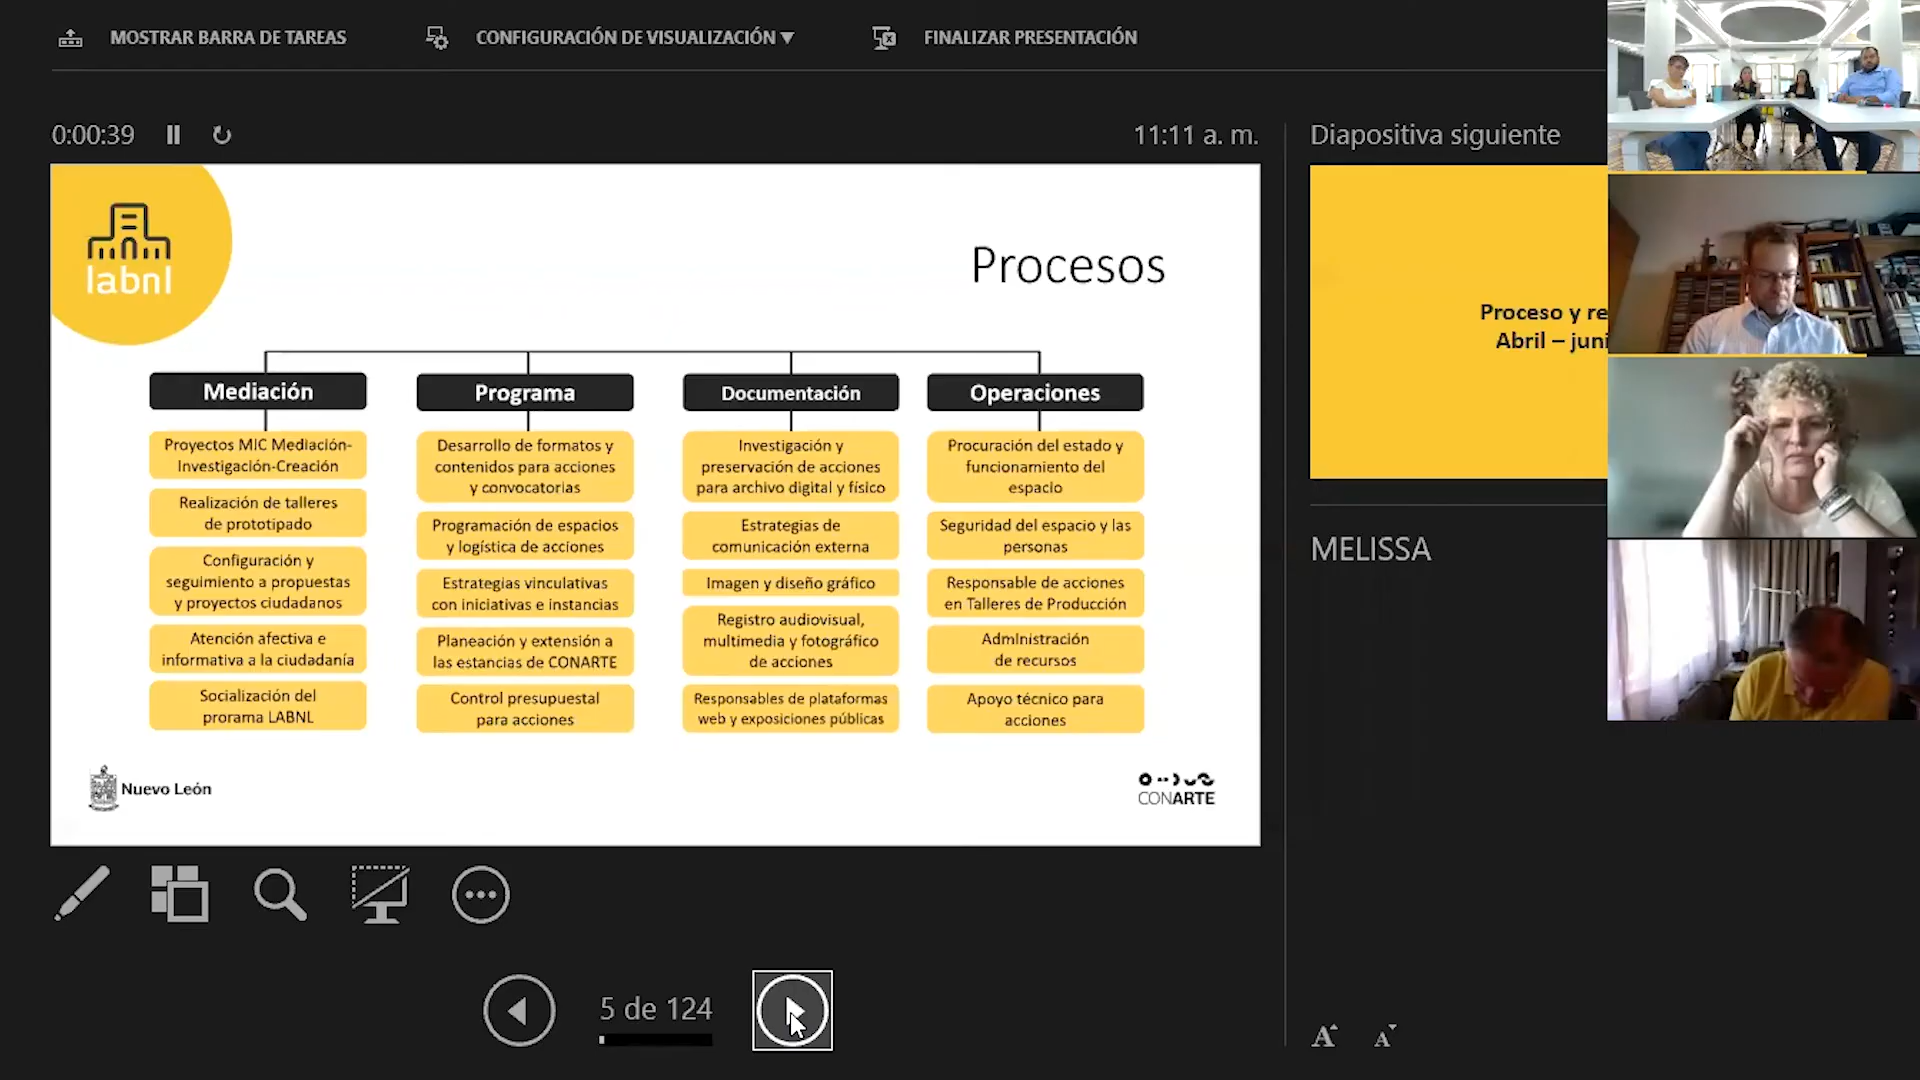 MOSTRAR BARRA DE TAREAS
CONFIGURACIÓN DE VISUALIZACIÓN ▼
FINALIZAR PRESENTACIÓN
0:00:39
11:11 a. m.
Diapositiva siguiente
labnl
Procesos
Mediación
Proyectos MIC Mediación-
Investigación-Creación
Realización de talleres
de prototipado
Configuración y
seguimiento a propuestas
y proyectos ciudadanos
Atención afectiva e
informativa a la ciudadanía
Socialización del
prorama LABNL
Programa
Desarrollo de formatos y
contenidos para acciones
y convocatorias
Programación de espacios
y logística de acciones
Estrategias vinculativas
con iniciativas e instancias
Planeación y extensión a
las estancias de CONARTE
Control presupuestal
para acciones
Documentación
Investigación y
preservación de acciones
para archivo digital y físico
Estrategias de
comunicación externa
Imagen y diseño gráfico
Registro audiovisual,
multimedia y fotográfico
de acciones
Responsables de plataformas
web y exposiciones públicas
Operaciones
Procuración del estado y
funcionamiento del
espacio
Seguridad del espacio y las
personas
Responsable de acciones
en Talleres de Producción
AdmInistración
de recursos
Apoyo técnico para
acciones
Nuevo León
CONARTE
Proceso y re
Abril – juni
MELISSA
5 de 124
A A